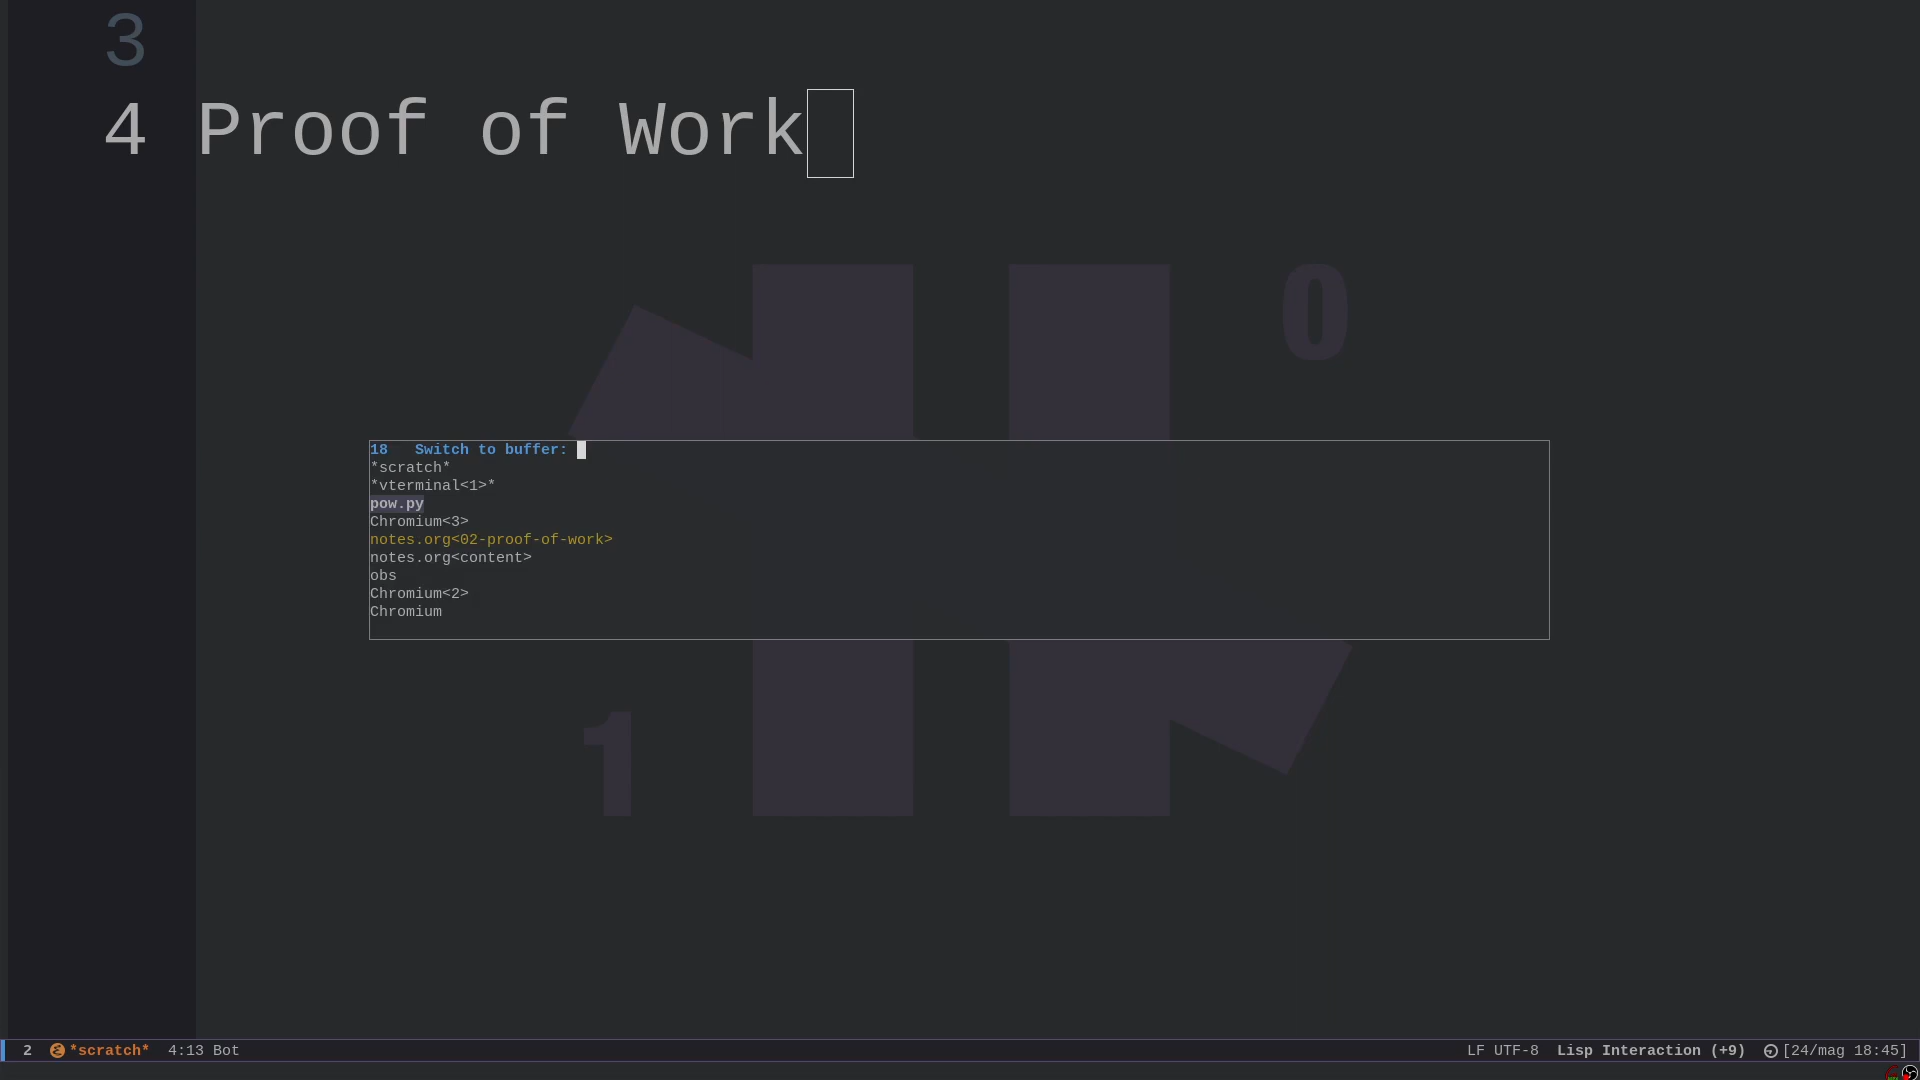 3
4 Proof of Work
0
18 Switch to buffer:
*scratch*
*vterminal<1>*
pow.py
Chromium<3>
notes.org<02-proof-of-work>
notes.org<content>
obs
Chromium<2>
Chromium
1
2 *scratch* 4:13 Bot LF UTF-8 Lisp Interaction (+9) [24/mag 18:45]